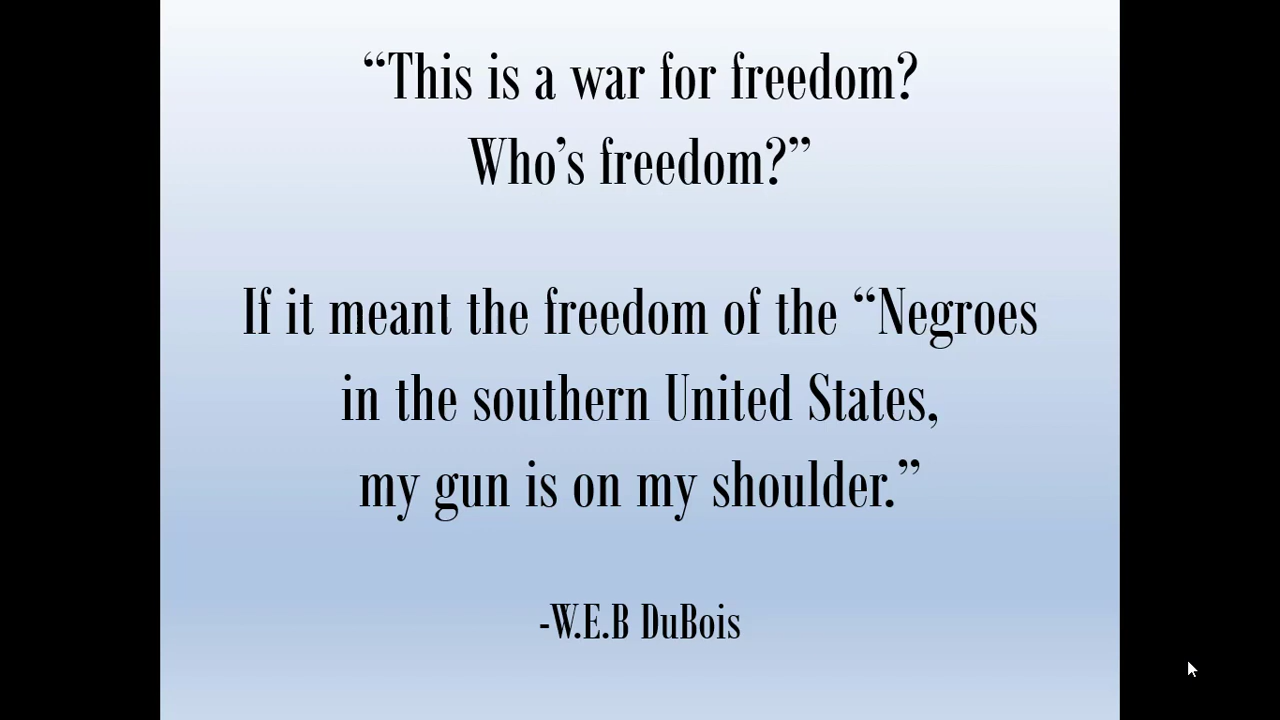 “This is a war for freedom?
Who’s freedom?”
If it meant the freedom of the “Negroes
in the southern United States,
my gun is on my shoulder.”
-W.E.B DuBois